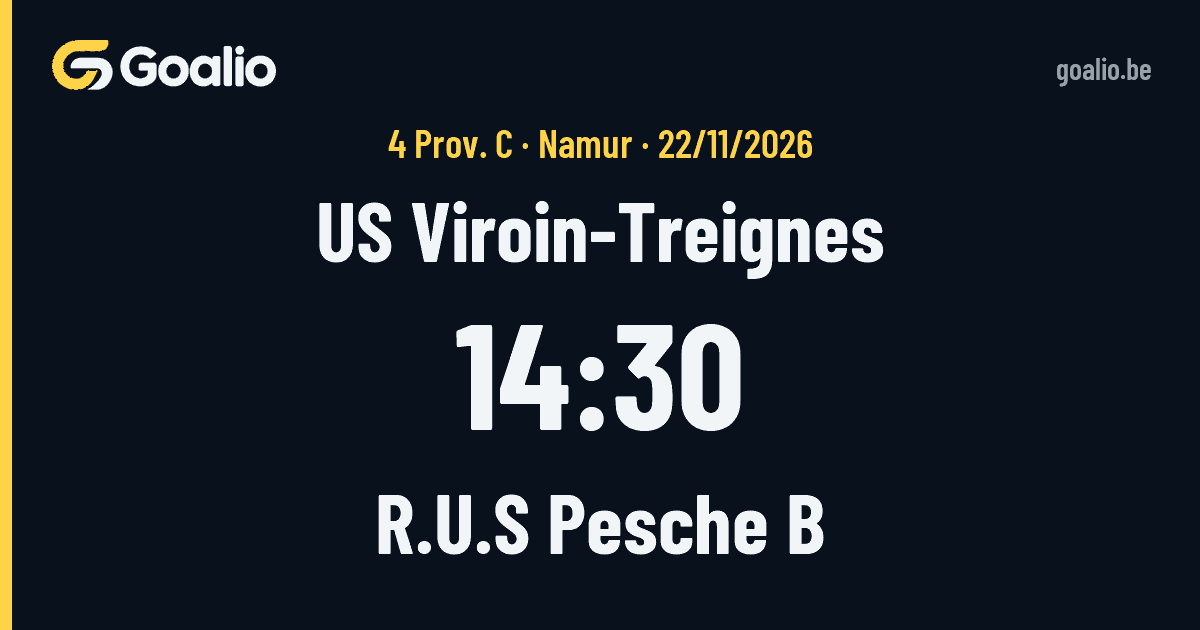 Goalio
goalio.be
4 Prov. C · Namur · 22/11/2026
US Viroin-Treignes
14:30
R.U.S Pesche B